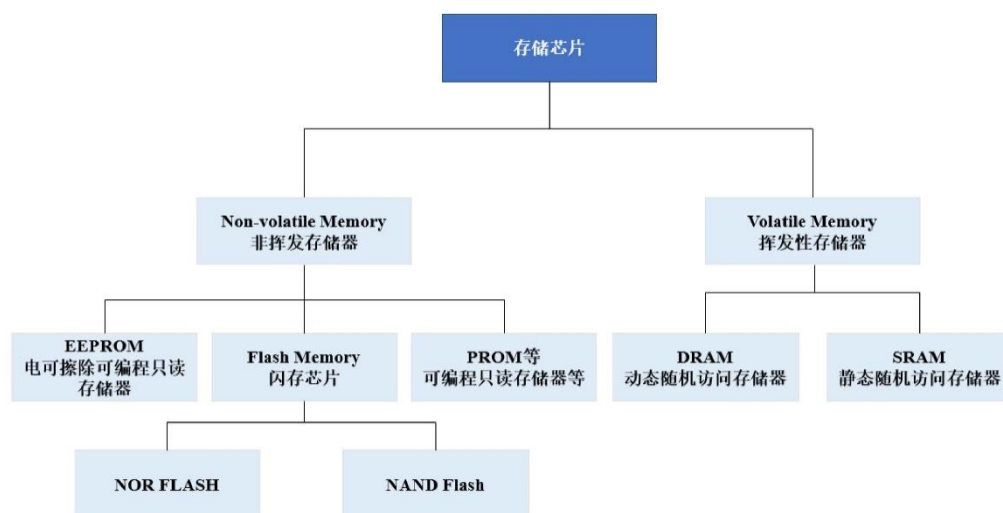 存储芯片
Non-volatile Memory
非挥发存储器
Volatile Memory
挥发性存储器
EEPROM
电可擦除可编程只读
存储器
Flash Memory
闪存芯片
PROM等
可编程只读存储器等
DRAM
动态随机访问存储器
SRAM
静态随机访问存储器
NOR FLASH
NAND Flash